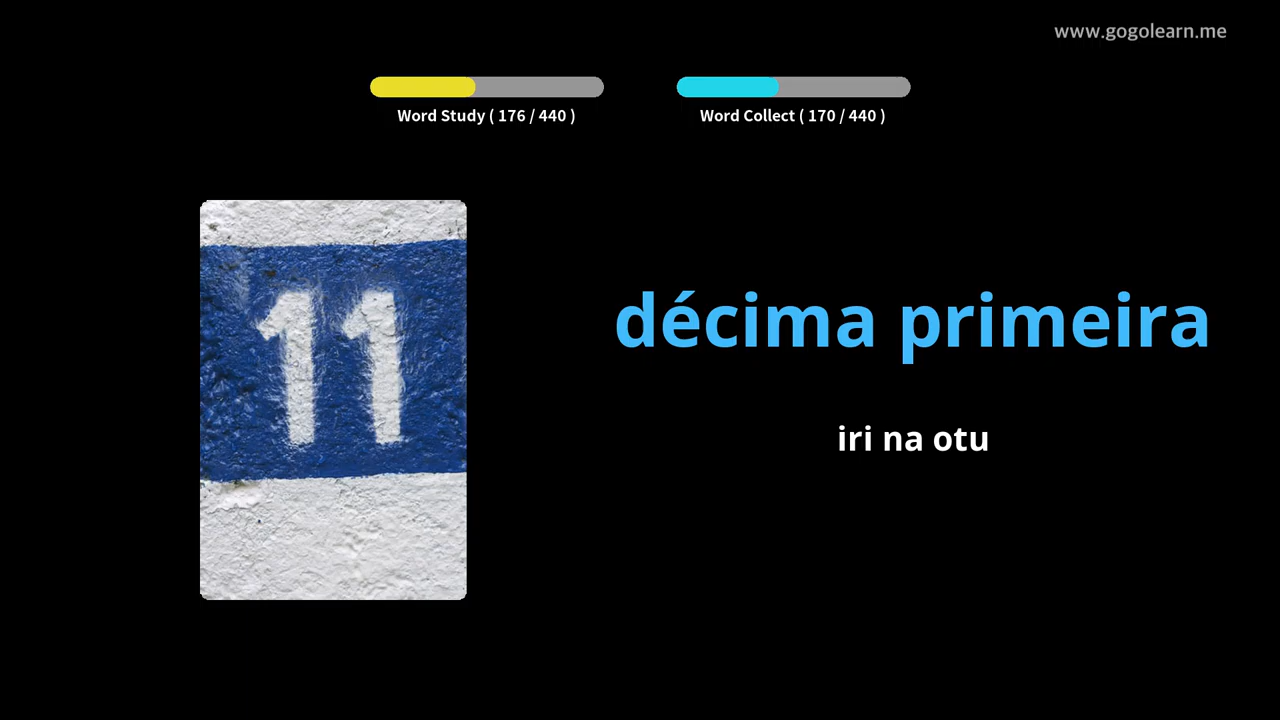 www.gogolearn.me
Word Study ( 176 / 440 )
Word Collect ( 170 / 440 )
11
décima primeira
iri na otu